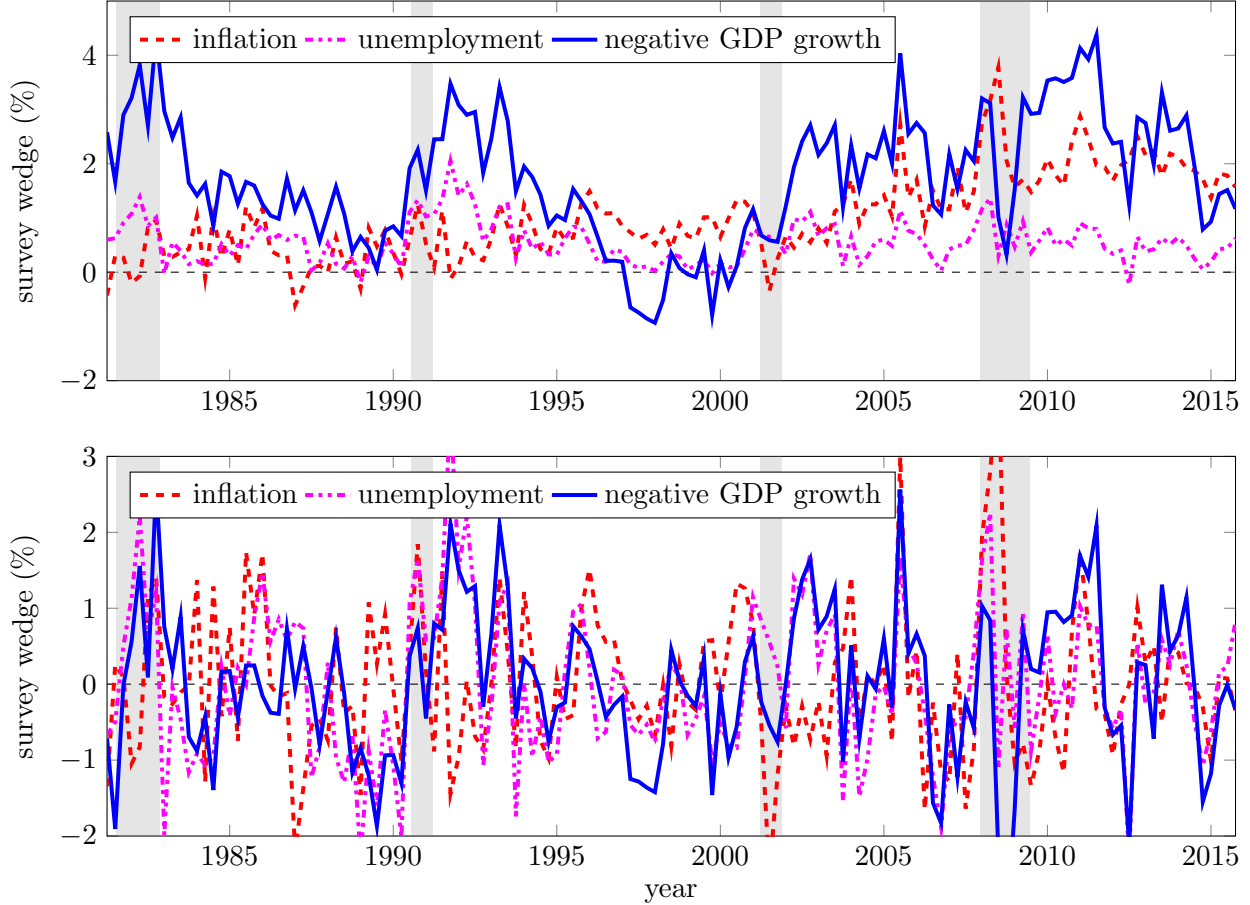 inflation unemployment negative GDP growth
survey wedge (%)
4
2
0
−2
1985 1990 1995 2000 2005 2010 2015
inflation unemployment negative GDP growth
survey wedge (%)
3
2
1
0
−1
−2
1985 1990 1995 2000 2005 2010 2015
year